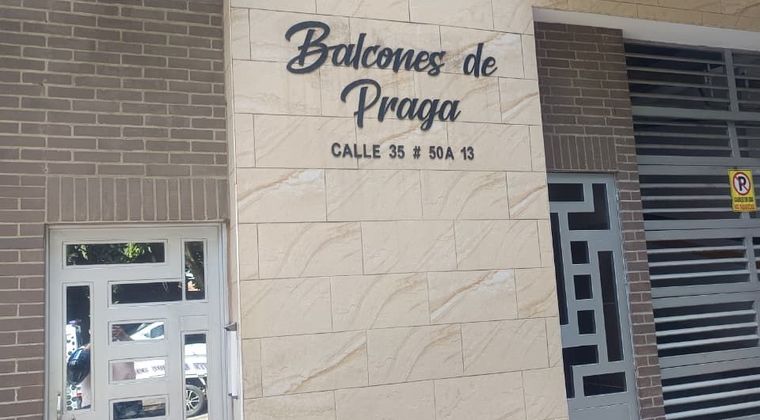 Balcones de
Praga
CALLE 35 # 50A 13